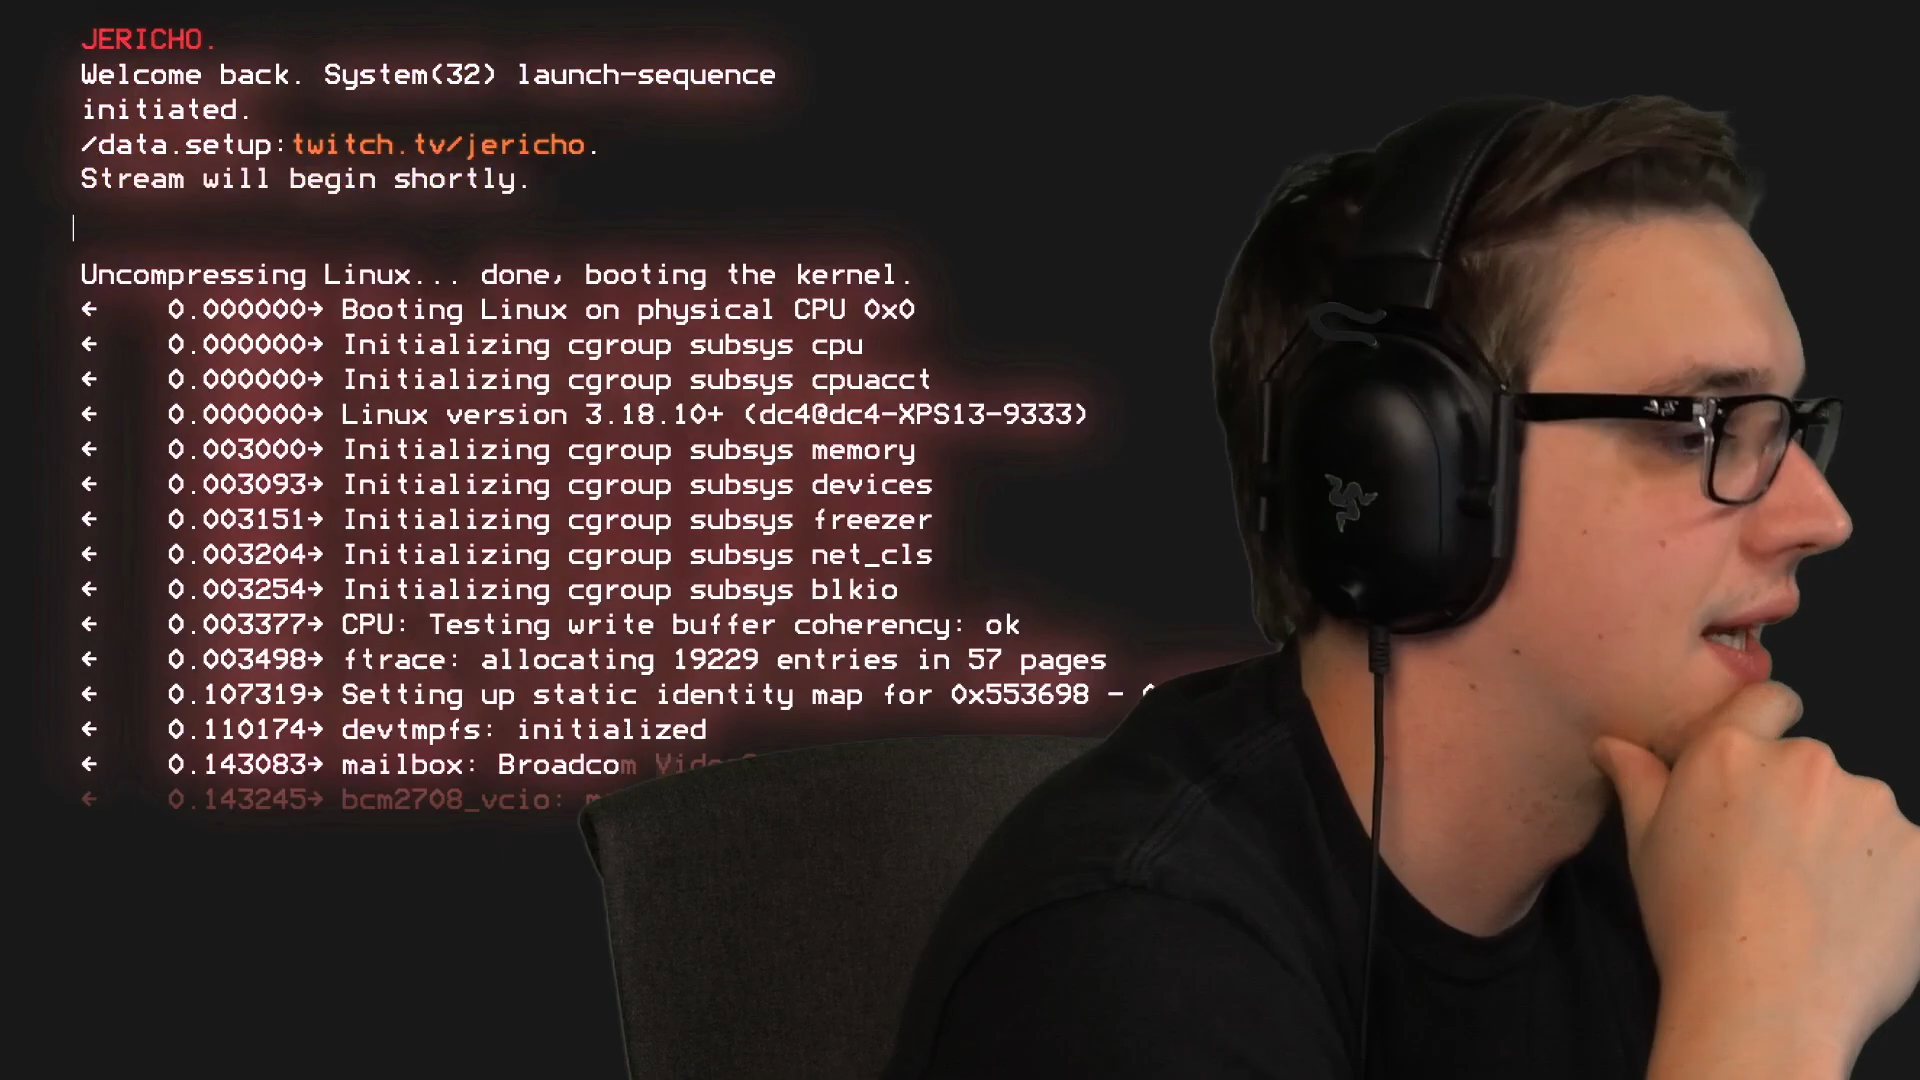 JERICHO.
Welcome back. System(32) launch-sequence
initiated.
/data.setup:twitch.tv/jericho.
Stream will begin shortly.
Uncompressing Linux... done, booting the kernel.
← 0.000000→ Booting Linux on physical CPU 0x0
← 0.000000→ Initializing cgroup subsys cpu
← 0.000000→ Initializing cgroup subsys cpuacct
← 0.000000→ Linux version 3.18.10+ (dc4@dc4-XPS13-9333)
← 0.003000→ Initializing cgroup subsys memory
← 0.003093→ Initializing cgroup subsys devices
← 0.003151→ Initializing cgroup subsys freezer
← 0.003204→ Initializing cgroup subsys net_cls
← 0.003254→ Initializing cgroup subsys blkio
← 0.003377→ CPU: Testing write buffer coherency: ok
← 0.003498→ ftrace: allocating 19229 entries in 57 pages
← 0.107319→ Setting up static identity map for 0x553698 -
← 0.110174→ devtmpfs: initialized
← 0.143083→ mailbox: Broadcom
← 0.143245→ bcm2708_vcio: